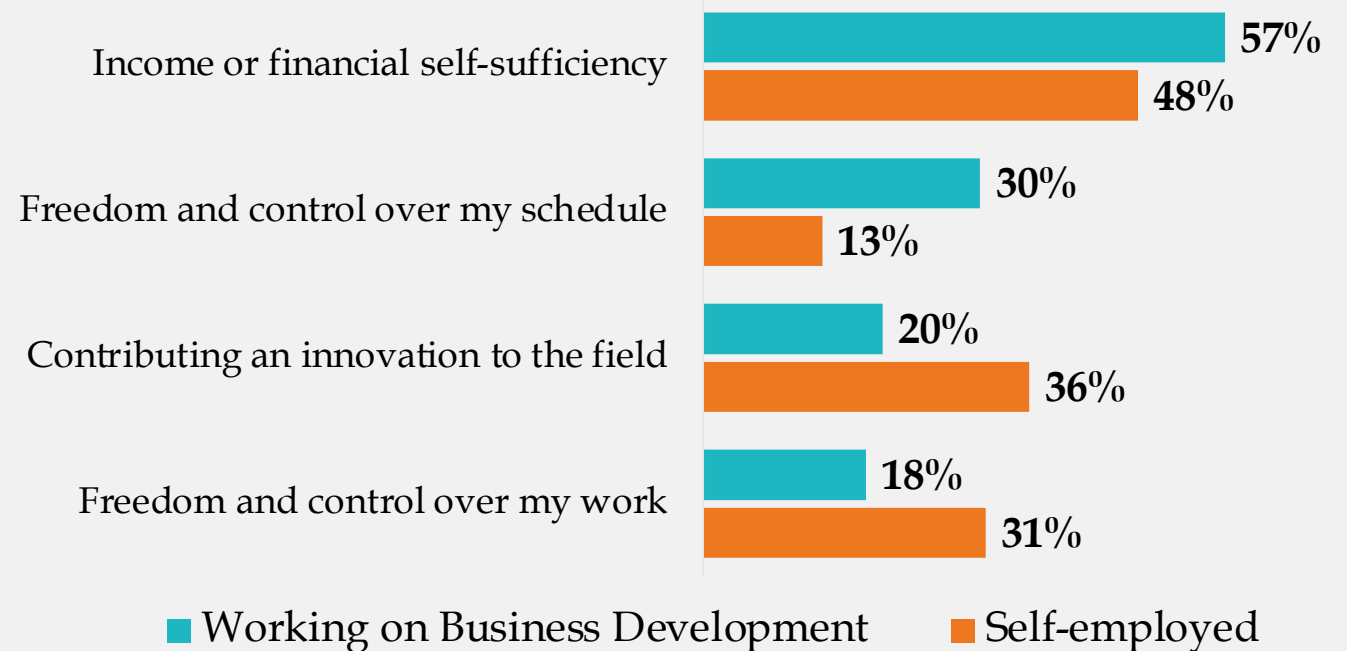 Income or financial self-sufficiency
57%
48%
Freedom and control over my schedule
30%
13%
Contributing an innovation to the field
20%
36%
Freedom and control over my work
18%
31%
Working on Business Development
Self-employed